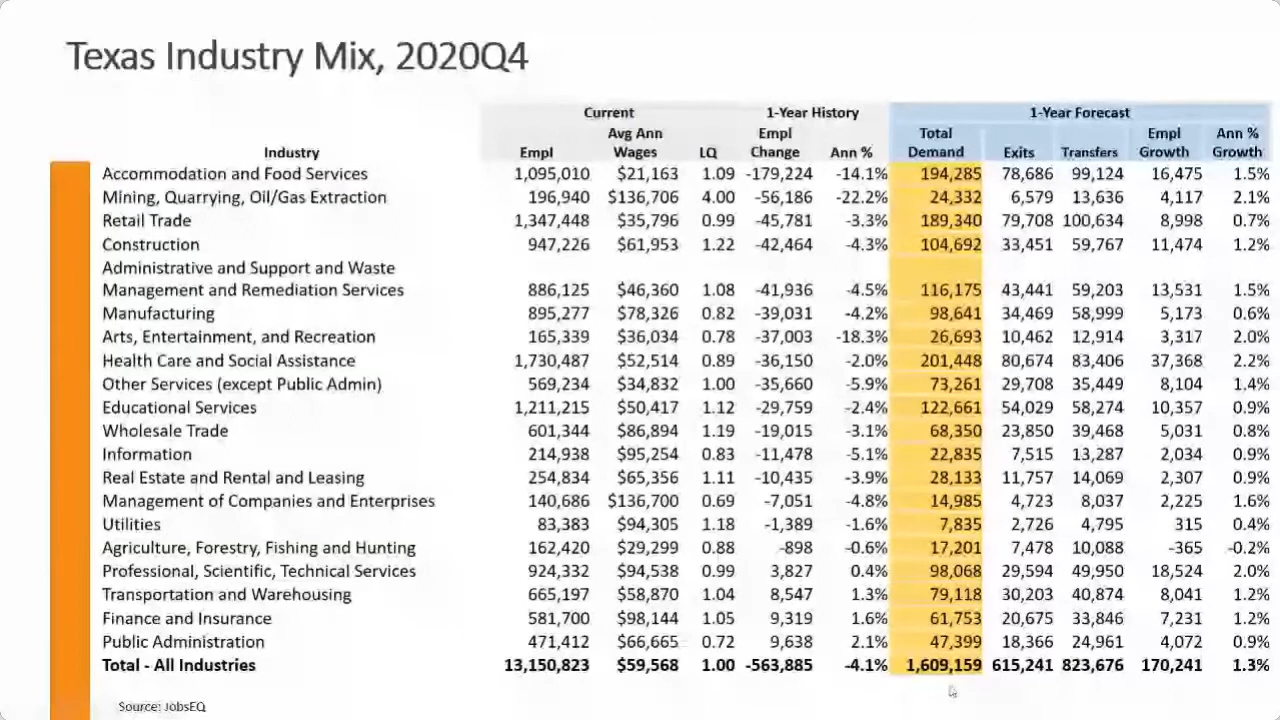 Texas Industry Mix, 2020Q4
Current 1-Year History 1-Year Forecast
Avg Ann Empl Total Empl Ann %
Industry Empl Wages LQ Change Ann % Demand Exits Transfers Growth Growth
Accommodation and Food Services 1,095,010 $21,163 1.09 -179,224 -14.1% 194,285 78,686 99,124 16,475 1.5%
Mining, Quarrying, Oil/Gas Extraction 196,940 $136,706 4.00 -56,186 -22.2% 24,332 6,579 13,636 4,117 2.1%
Retail Trade 1,347,448 $35,796 0.99 -45,781 -3.3% 189,340 79,708 100,634 8,998 0.7%
Construction 947,226 $61,953 1.22 -42,464 -4.3% 104,692 33,451 59,767 11,474 1.2%
Administrative and Support and Waste
Management and Remediation Services 886,125 $46,360 1.08 -41,936 -4.5% 116,175 43,441 59,203 13,531 1.5%
Manufacturing 895,277 $78,326 0.82 -39,031 -4.2% 98,641 34,469 58,999 5,173 0.6%
Arts, Entertainment, and Recreation 165,339 $36,034 0.78 -37,003 -18.3% 26,693 10,462 12,914 3,317 2.0%
Health Care and Social Assistance 1,730,487 $52,514 0.89 -36,150 -2.0% 201,448 80,674 83,406 37,368 2.2%
Other Services (except Public Admin) 569,234 $34,832 1.00 -35,660 -5.9% 73,261 29,708 35,449 8,104 1.4%
Educational Services 1,211,215 $50,417 1.12 -29,759 -2.4% 122,661 54,029 58,274 10,357 0.9%
Wholesale Trade 601,344 $86,894 1.19 -19,015 -3.1% 68,350 23,850 39,468 5,031 0.8%
Information 214,938 $95,254 0.83 -11,478 -5.1% 22,835 7,515 13,287 2,034 0.9%
Real Estate and Rental and Leasing 254,834 $65,356 1.11 -10,435 -3.9% 28,133 11,757 14,069 2,307 0.9%
Management of Companies and Enterprises 140,686 $136,700 0.69 -7,051 -4.8% 14,985 4,723 8,037 2,225 1.6%
Utilities 83,383 $94,305 1.18 -1,389 -1.6% 7,835 2,726 4,795 315 0.4%
Agriculture, Forestry, Fishing and Hunting 162,420 $29,299 0.88 -898 -0.6% 17,201 7,478 10,088 -365 -0.2%
Professional, Scientific, Technical Services 924,332 $94,538 0.99 3,827 0.4% 98,068 29,594 49,950 18,524 2.0%
Transportation and Warehousing 665,197 $58,870 1.04 8,547 1.3% 79,118 30,203 40,874 8,041 1.2%
Finance and Insurance 581,700 $98,144 1.05 9,319 1.6% 61,753 20,675 33,846 7,231 1.2%
Public Administration 471,412 $66,665 0.72 9,638 2.1% 47,399 18,366 24,961 4,072 0.9%
Total - All Industries 13,150,823 $59,568 1.00 -563,885 -4.1% 1,609,159 615,241 823,676 170,241 1.3%
Source: JobsEQ